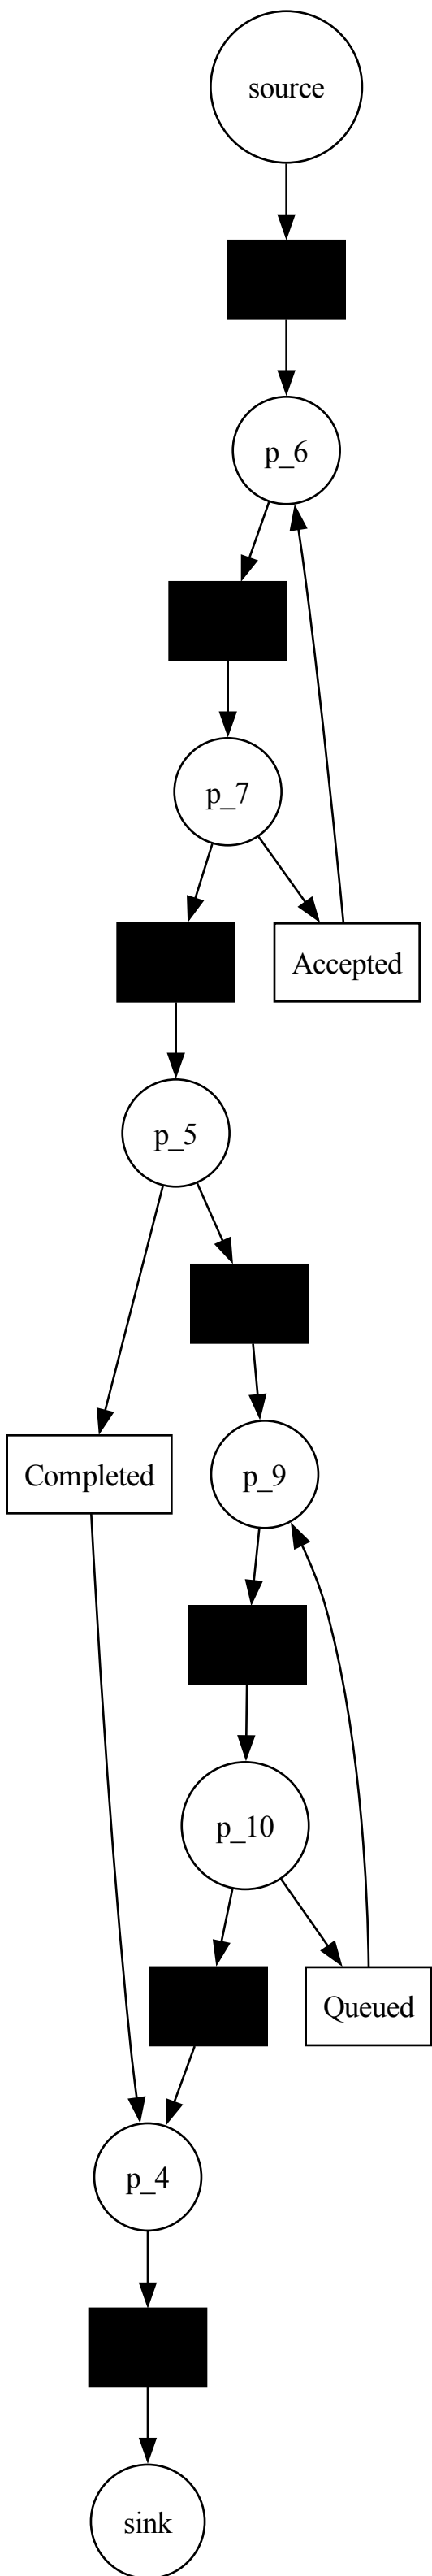 source
p_6
p_7
Accepted
p_5
Completed
p_9
p_10
Queued
p_4
sink